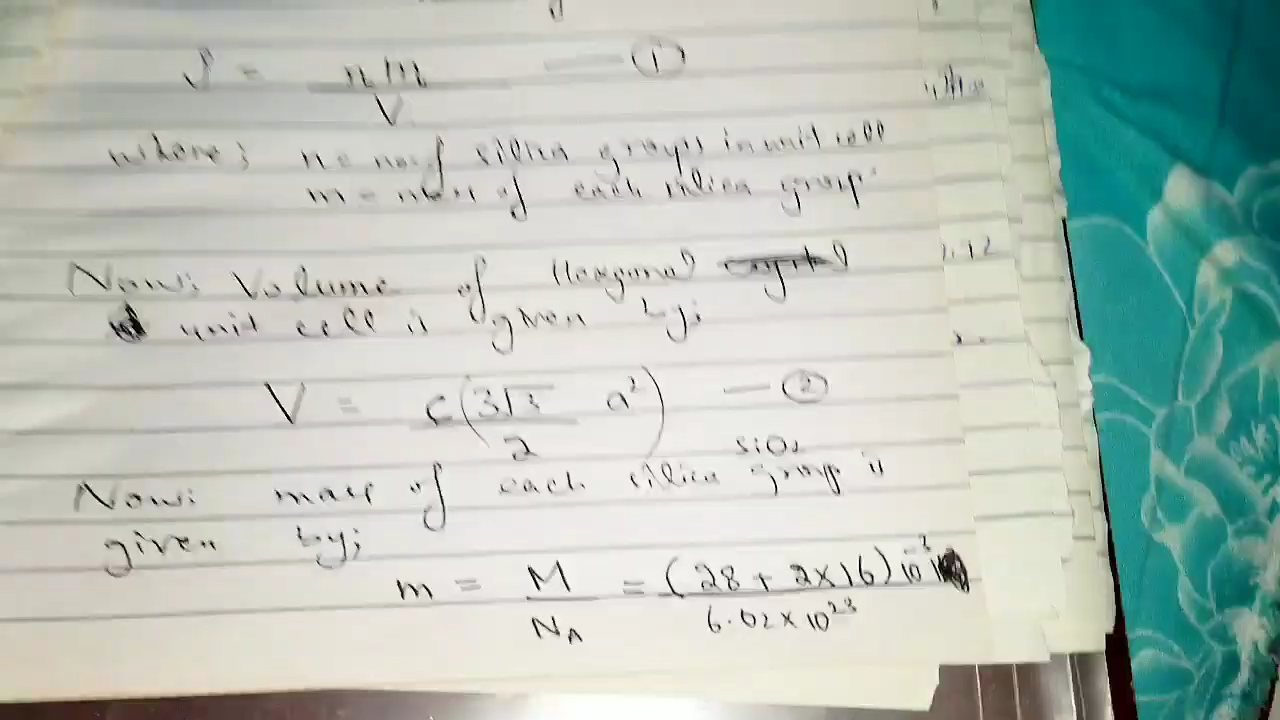 ρ = nm/V — ①
where; n = no of silica groups in unit cell
m = mass of each silica group.
Now; Volume of Hexagonal
unit cell is given by;
V = c(3√3/2 a²) — ②
SiO₂
Now; mass of each silica group is
given by;
m = M/N_A = (28 + 2×16) 10⁻³/6.02×10²³